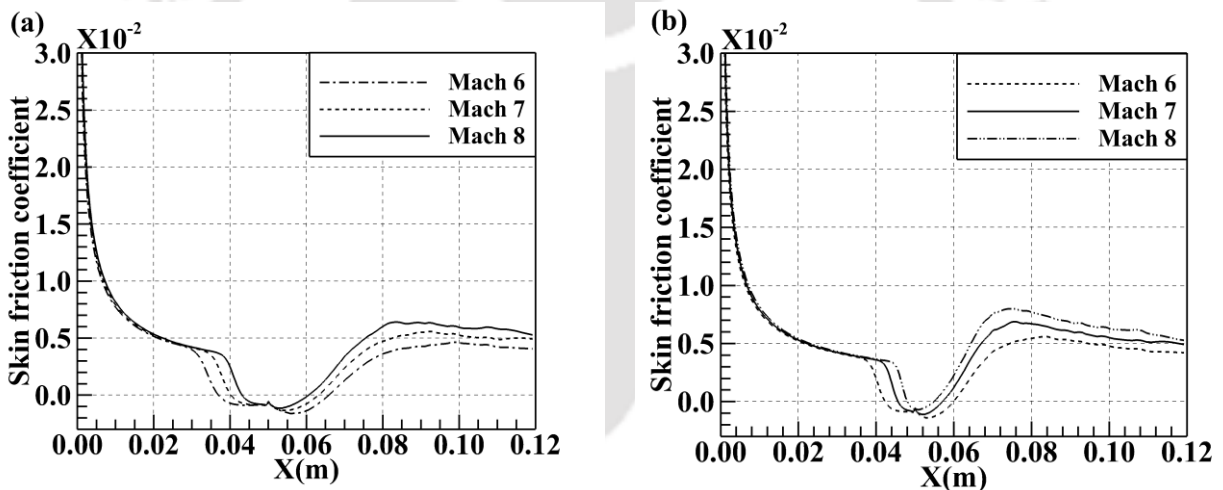 (a)
X10-2
3.0
2.5
2.0
1.5
1.0
0.5
0.0
Skin friction coefficient
Mach 6
Mach 7
Mach 8
0.00 0.02 0.04 0.06 0.08 0.10 0.12
X(m)
(b)
X10-2
3.0
2.5
2.0
1.5
1.0
0.5
0.0
Skin friction coefficient
Mach 6
Mach 7
Mach 8
0.00 0.02 0.04 0.06 0.08 0.10 0.12
X(m)